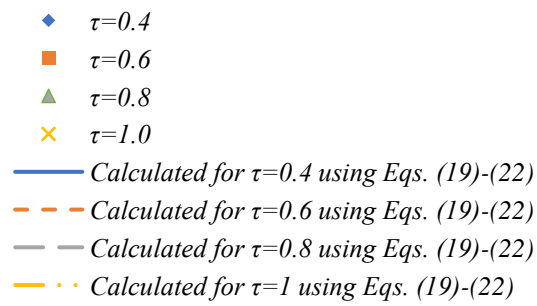 τ=0.4
τ=0.6
τ=0.8
τ=1.0
Calculated for τ=0.4 using Eqs. (19)-(22)
Calculated for τ=0.6 using Eqs. (19)-(22)
Calculated for τ=0.8 using Eqs. (19)-(22)
Calculated for τ=1 using Eqs. (19)-(22)